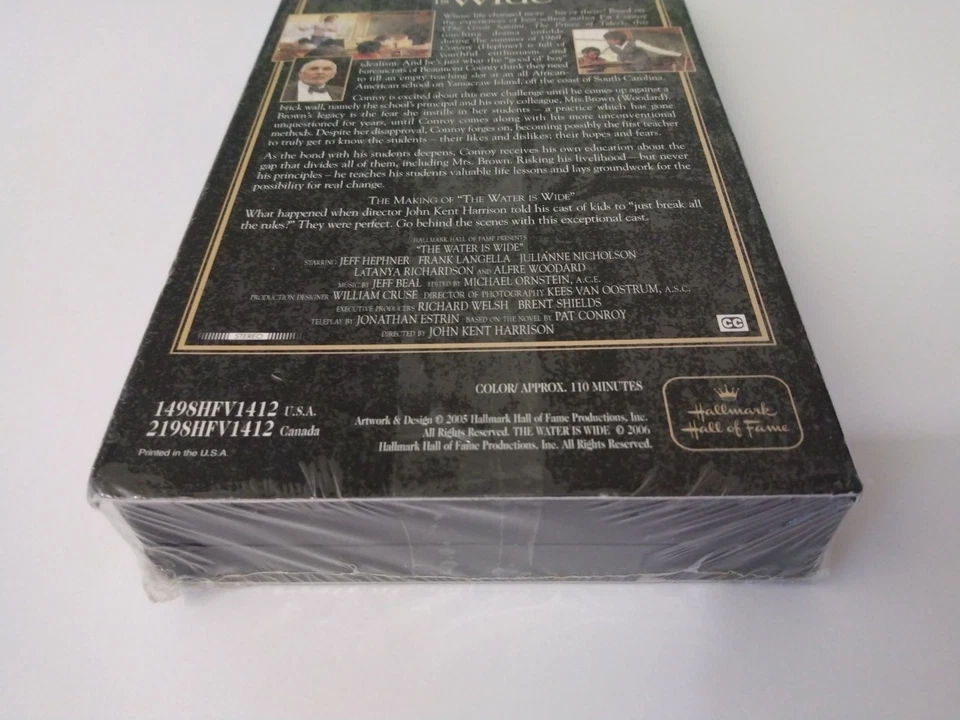 IS WIDE
Whose life changed more – his or theirs? Based on
the experiences of best-selling author Pat Conroy
(The Great Santini, The Prince of Tides), this
touching drama unfolds
during the summer of 1969.
Conroy (Hephner) is full of
youthful enthusiasm and
idealism. And he's just what the "good ol' boy"
bureaucrats of Beaumont County think they need
to fill an empty teaching slot at an all African-
American school on Yamacraw Island, off the coast of South Carolina.
Conroy is excited about this new challenge until he comes up against a
brick wall, namely the school's principal and his only colleague, Mrs. Brown (Woodard).
Brown's legacy is the fear she instills in her students – a practice which has gone
unquestioned for years, until Conroy comes along with his more unconventional
methods. Despite her disapproval, Conroy forges on, becoming possibly the first teacher
to truly get to know the students – their likes and dislikes; their hopes and fears.
As the bond with his students deepens, Conroy receives his own education about the
gap that divides all of them, including Mrs. Brown. Risking his livelihood—but never
his principles – he teaches his students valuable life lessons and lays groundwork for the
possibility for real change.
THE MAKING OF "THE WATER IS WIDE"
What happened when director John Kent Harrison told his cast of kids to "just break all
the rules?" They were perfect. Go behind the scenes with this exceptional cast.
HALLMARK HALL OF FAME PRESENTS
"THE WATER IS WIDE"
STARRING JEFF HEPHNER FRANK LANGELLA JULIANNE NICHOLSON
LATANYA RICHARDSON AND ALFRE WOODARD
MUSIC BY JEFF BEAL EDITED BY MICHAEL ORNSTEIN, A.C.E.
PRODUCTION DESIGNER WILLIAM CRUSE DIRECTOR OF PHOTOGRAPHY KEES VAN OOSTRUM, A.S.C.
EXECUTIVE PRODUCERS RICHARD WELSH BRENT SHIELDS
TELEPLAY BY JONATHAN ESTRIN BASED ON THE NOVEL BY PAT CONROY
DIRECTED BY JOHN KENT HARRISON
STEREO
CC
COLOR/ APPROX. 110 MINUTES
1498HFV1412 U.S.A.
2198HFV1412 Canada
Printed in the U.S.A.
Artwork & Design © 2005 Hallmark Hall of Fame Productions, Inc.
All Rights Reserved. THE WATER IS WIDE © 2006
Hallmark Hall of Fame Productions, Inc. All Rights Reserved.
Hallmark
Hall of Fame